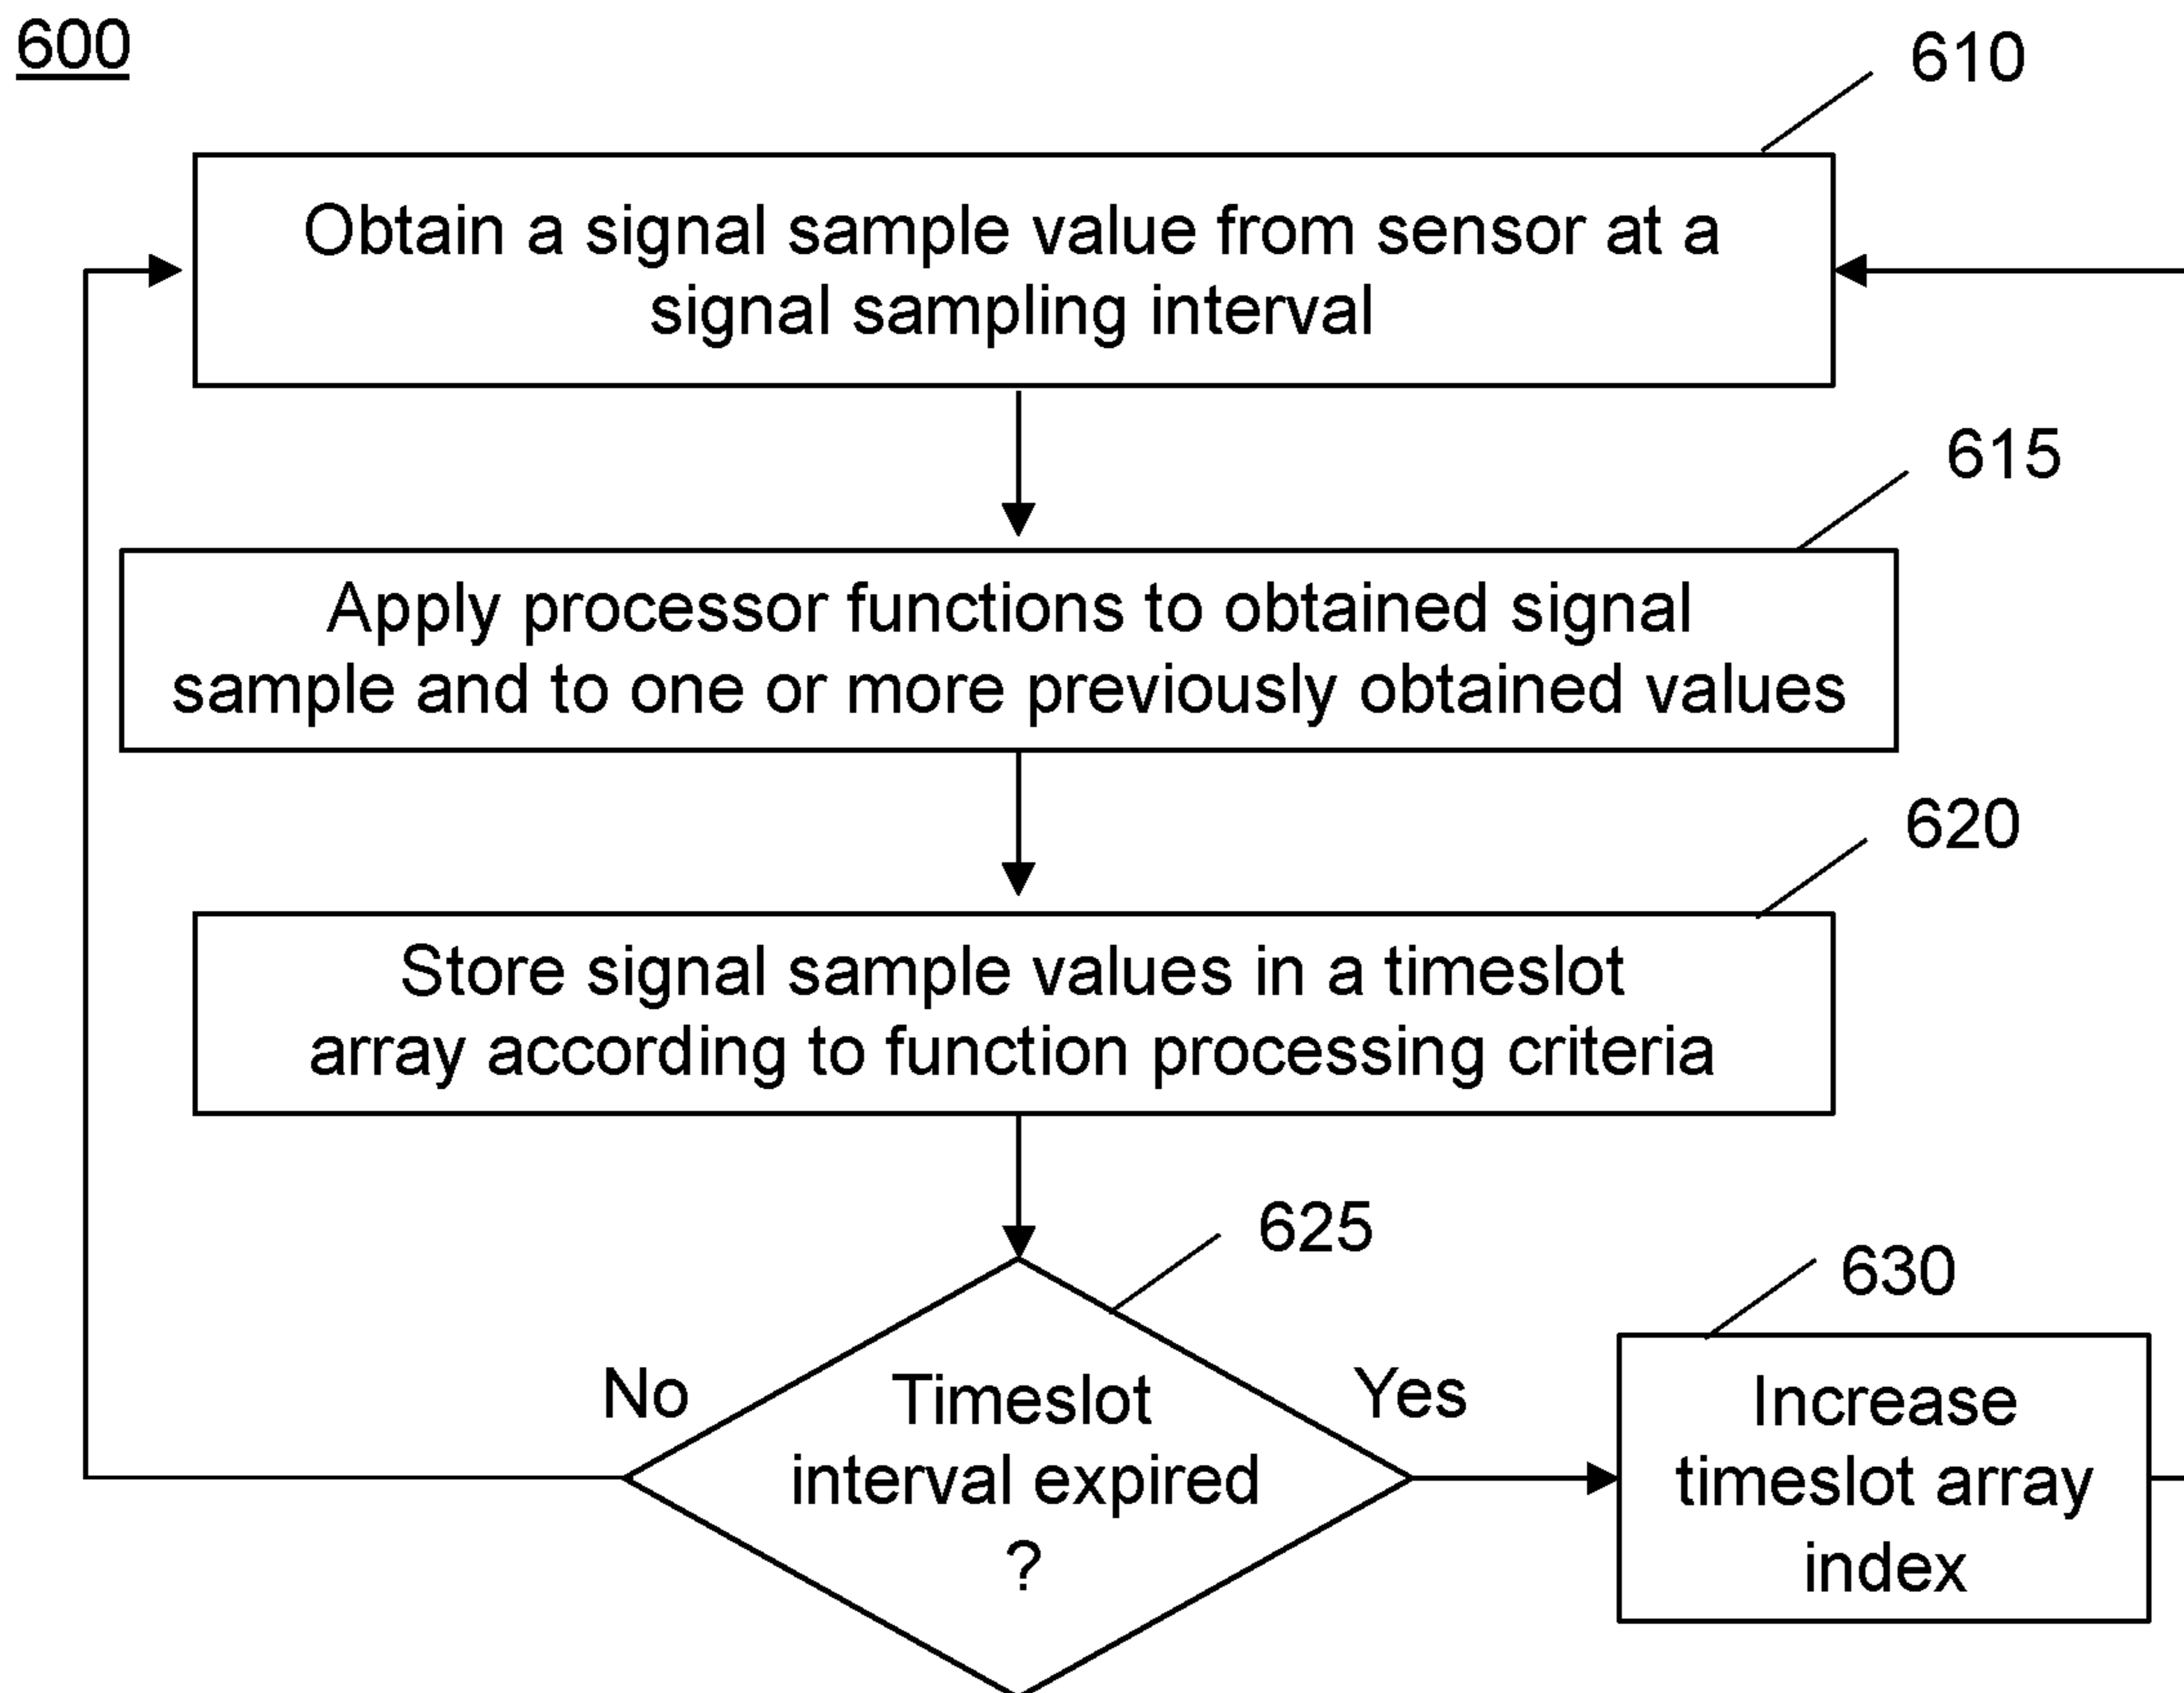 600
610
Obtain a signal sample value from sensor at a
signal sampling interval
615
Apply processor functions to obtained signal
sample and to one or more previously obtained values
620
Store signal sample values in a timeslot
array according to function processing criteria
625
630
No
Timeslot
interval expired
?
Yes
Increase
timeslot array
index